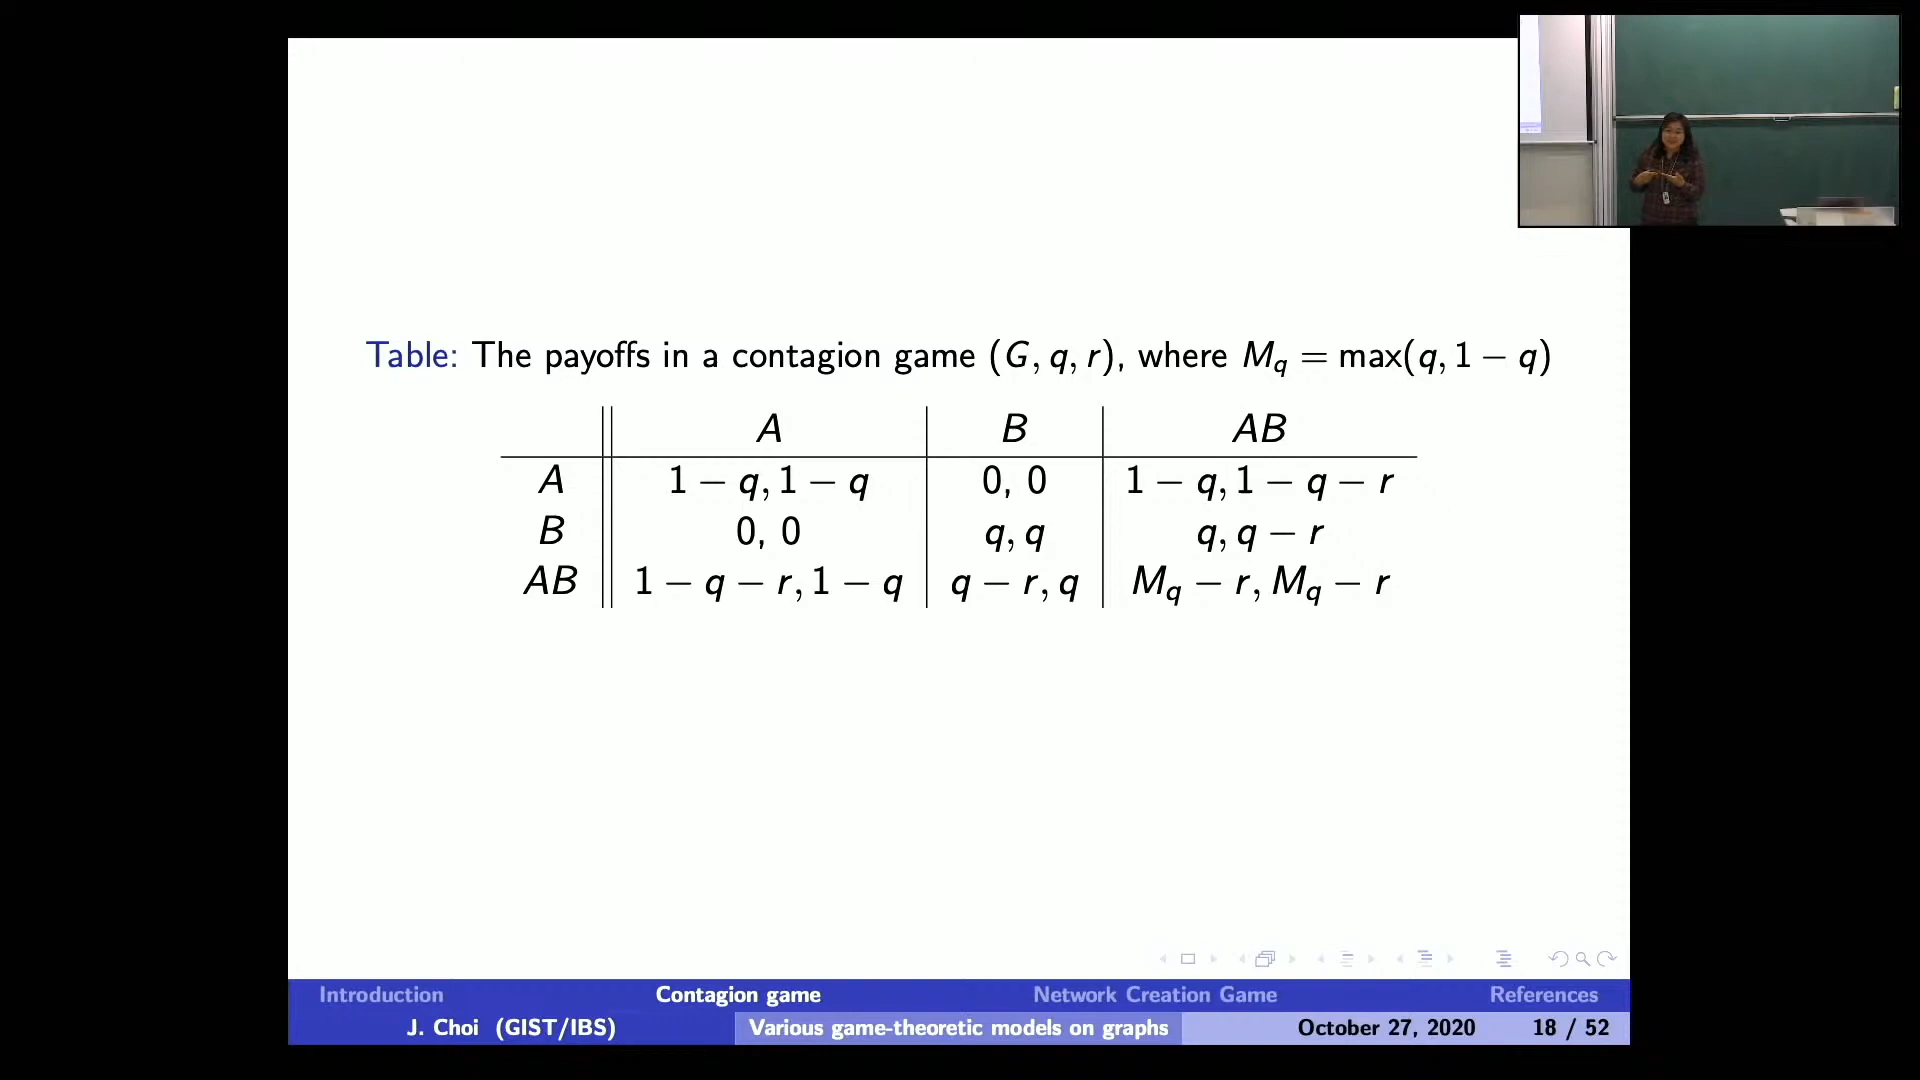 Table: The payoffs in a contagion game (G, q, r), where M_q = max(q, 1 − q)
A B AB
A 1 − q, 1 − q 0, 0 1 − q, 1 − q − r
B 0, 0 q, q q, q − r
AB 1 − q − r, 1 − q q − r, q M_q − r, M_q − r
Introduction Contagion game Network Creation Game References
J. Choi (GIST/IBS) Various game-theoretic models on graphs October 27, 2020 18 / 52